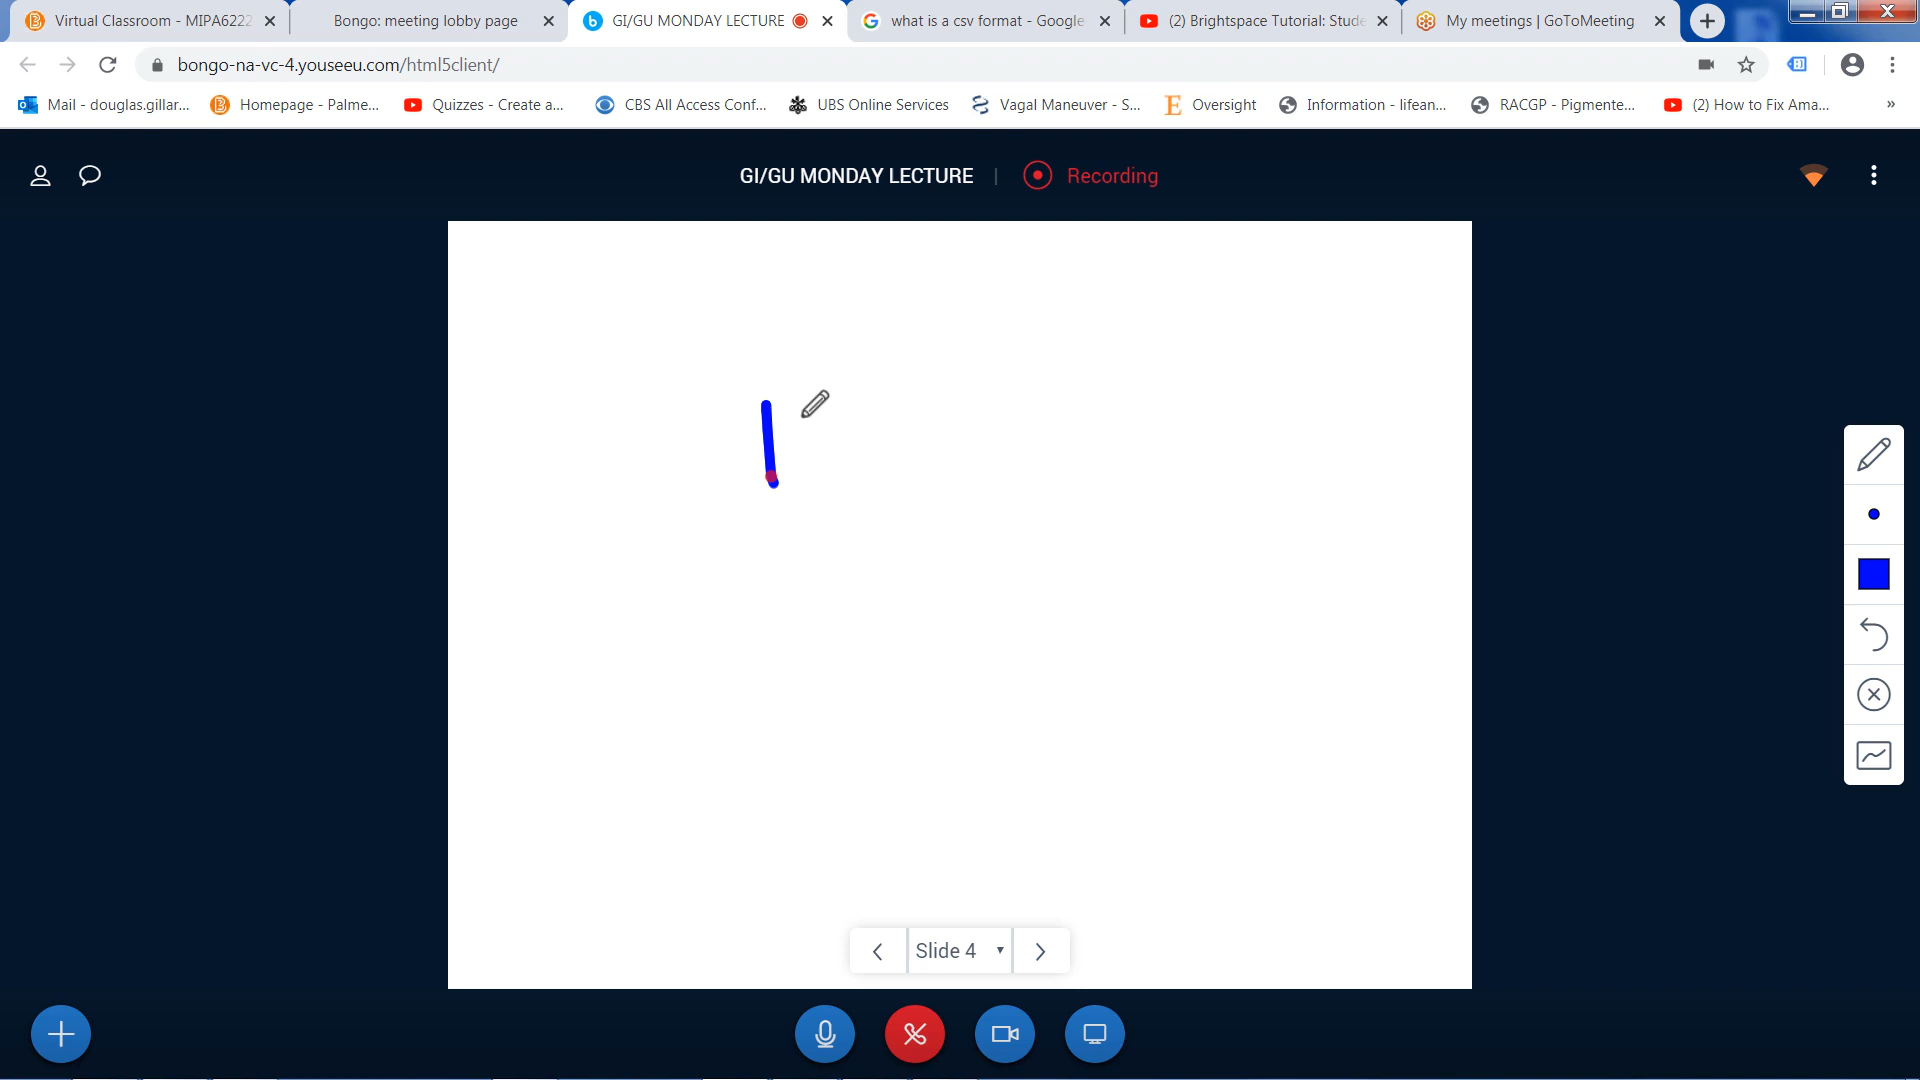 Virtual Classroom - MIPA6222
Bongo: meeting lobby page
GI/GU MONDAY LECTURE
what is a csv format - Google
(2) Brightspace Tutorial: Stude
My meetings | GoToMeeting
bongo-na-vc-4.youseeu.com/html5client/
Mail - douglas.gillar...
Homepage - Palme...
Quizzes - Create a...
CBS All Access Conf...
UBS Online Services
Vagal Maneuver - S...
E Oversight
Information - lifean...
RACGP - Pigmente...
(2) How to Fix Ama...
»
GI/GU MONDAY LECTURE | Recording
Slide 4